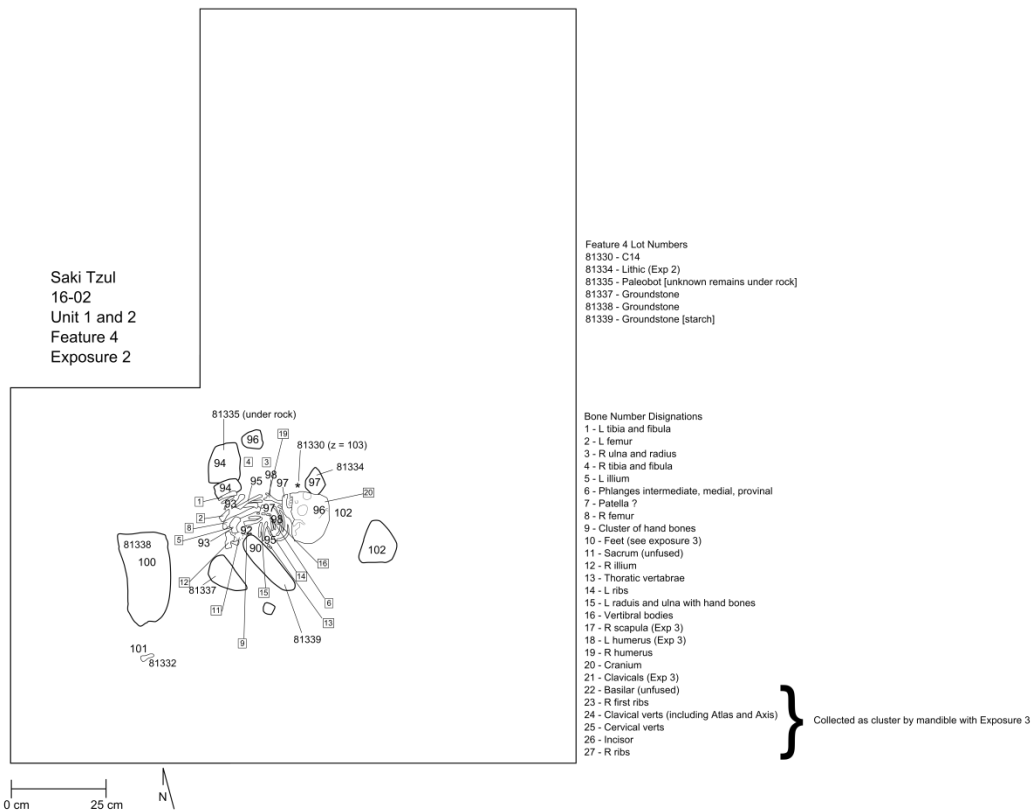 Saki Tzul
16-02
Unit 1 and 2
Feature 4
Exposure 2
Feature 4 Lot Numbers
81330 - C14
81334 - Lithic (Exp 2)
81335 - Paleobot [unknown remains under rock]
81337 - Groundstone
81338 - Groundstone
81339 - Groundstone [starch]
81335 (under rock)
96
19
81330 (z = 103)
94
4
3
81334
98
95
97
97
94
20
1
93
97
96
102
2
98
8
92
5
93
95
90
102
81338
100
16
14
12
81337
15
6
11
13
9
81339
101
81332
Bone Number Disignations
1 - L tibia and fibula
2 - L femur
3 - R ulna and radius
4 - R tibia and fibula
5 - L illium
6 - Phlanges intermediate, medial, provinal
7 - Patella ?
8 - R femur
9 - Cluster of hand bones
10 - Feet (see exposure 3)
11 - Sacrum (unfused)
12 - R illium
13 - Thoratic vertabrae
14 - L ribs
15 - L raduis and ulna with hand bones
16 - Vertibral bodies
17 - R scapula (Exp 3)
18 - L humerus (Exp 3)
19 - R humerus
20 - Cranium
21 - Clavicals (Exp 3)
22 - Basilar (unfused)
23 - R first ribs
24 - Clavical verts (including Atlas and Axis)
25 - Cervical verts
26 - Incisor
27 - R ribs
Collected as cluster by mandible with Exposure 3
0 cm
25 cm
N